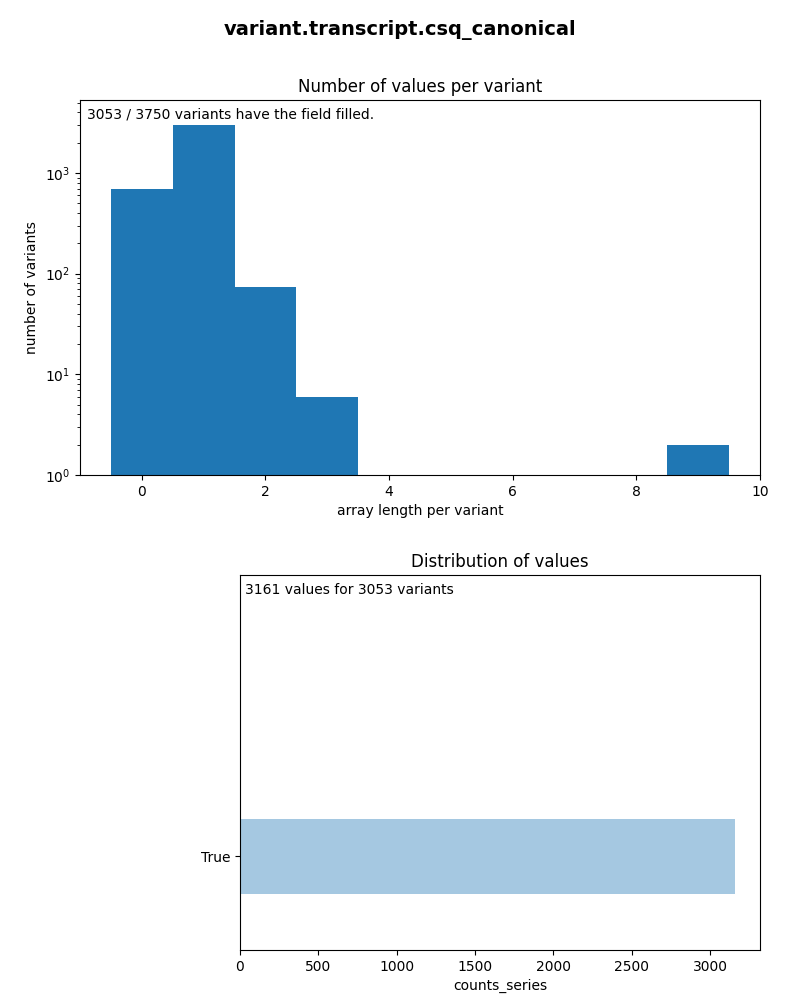 variant.transcript.csq_canonical
Number of values per variant
3053 / 3750 variants have the field filled.
10³
10²
10¹
10⁰
number of variants
0 2 4 6 8 10
array length per variant
Distribution of values
3161 values for 3053 variants
True
0 500 1000 1500 2000 2500 3000
counts_series